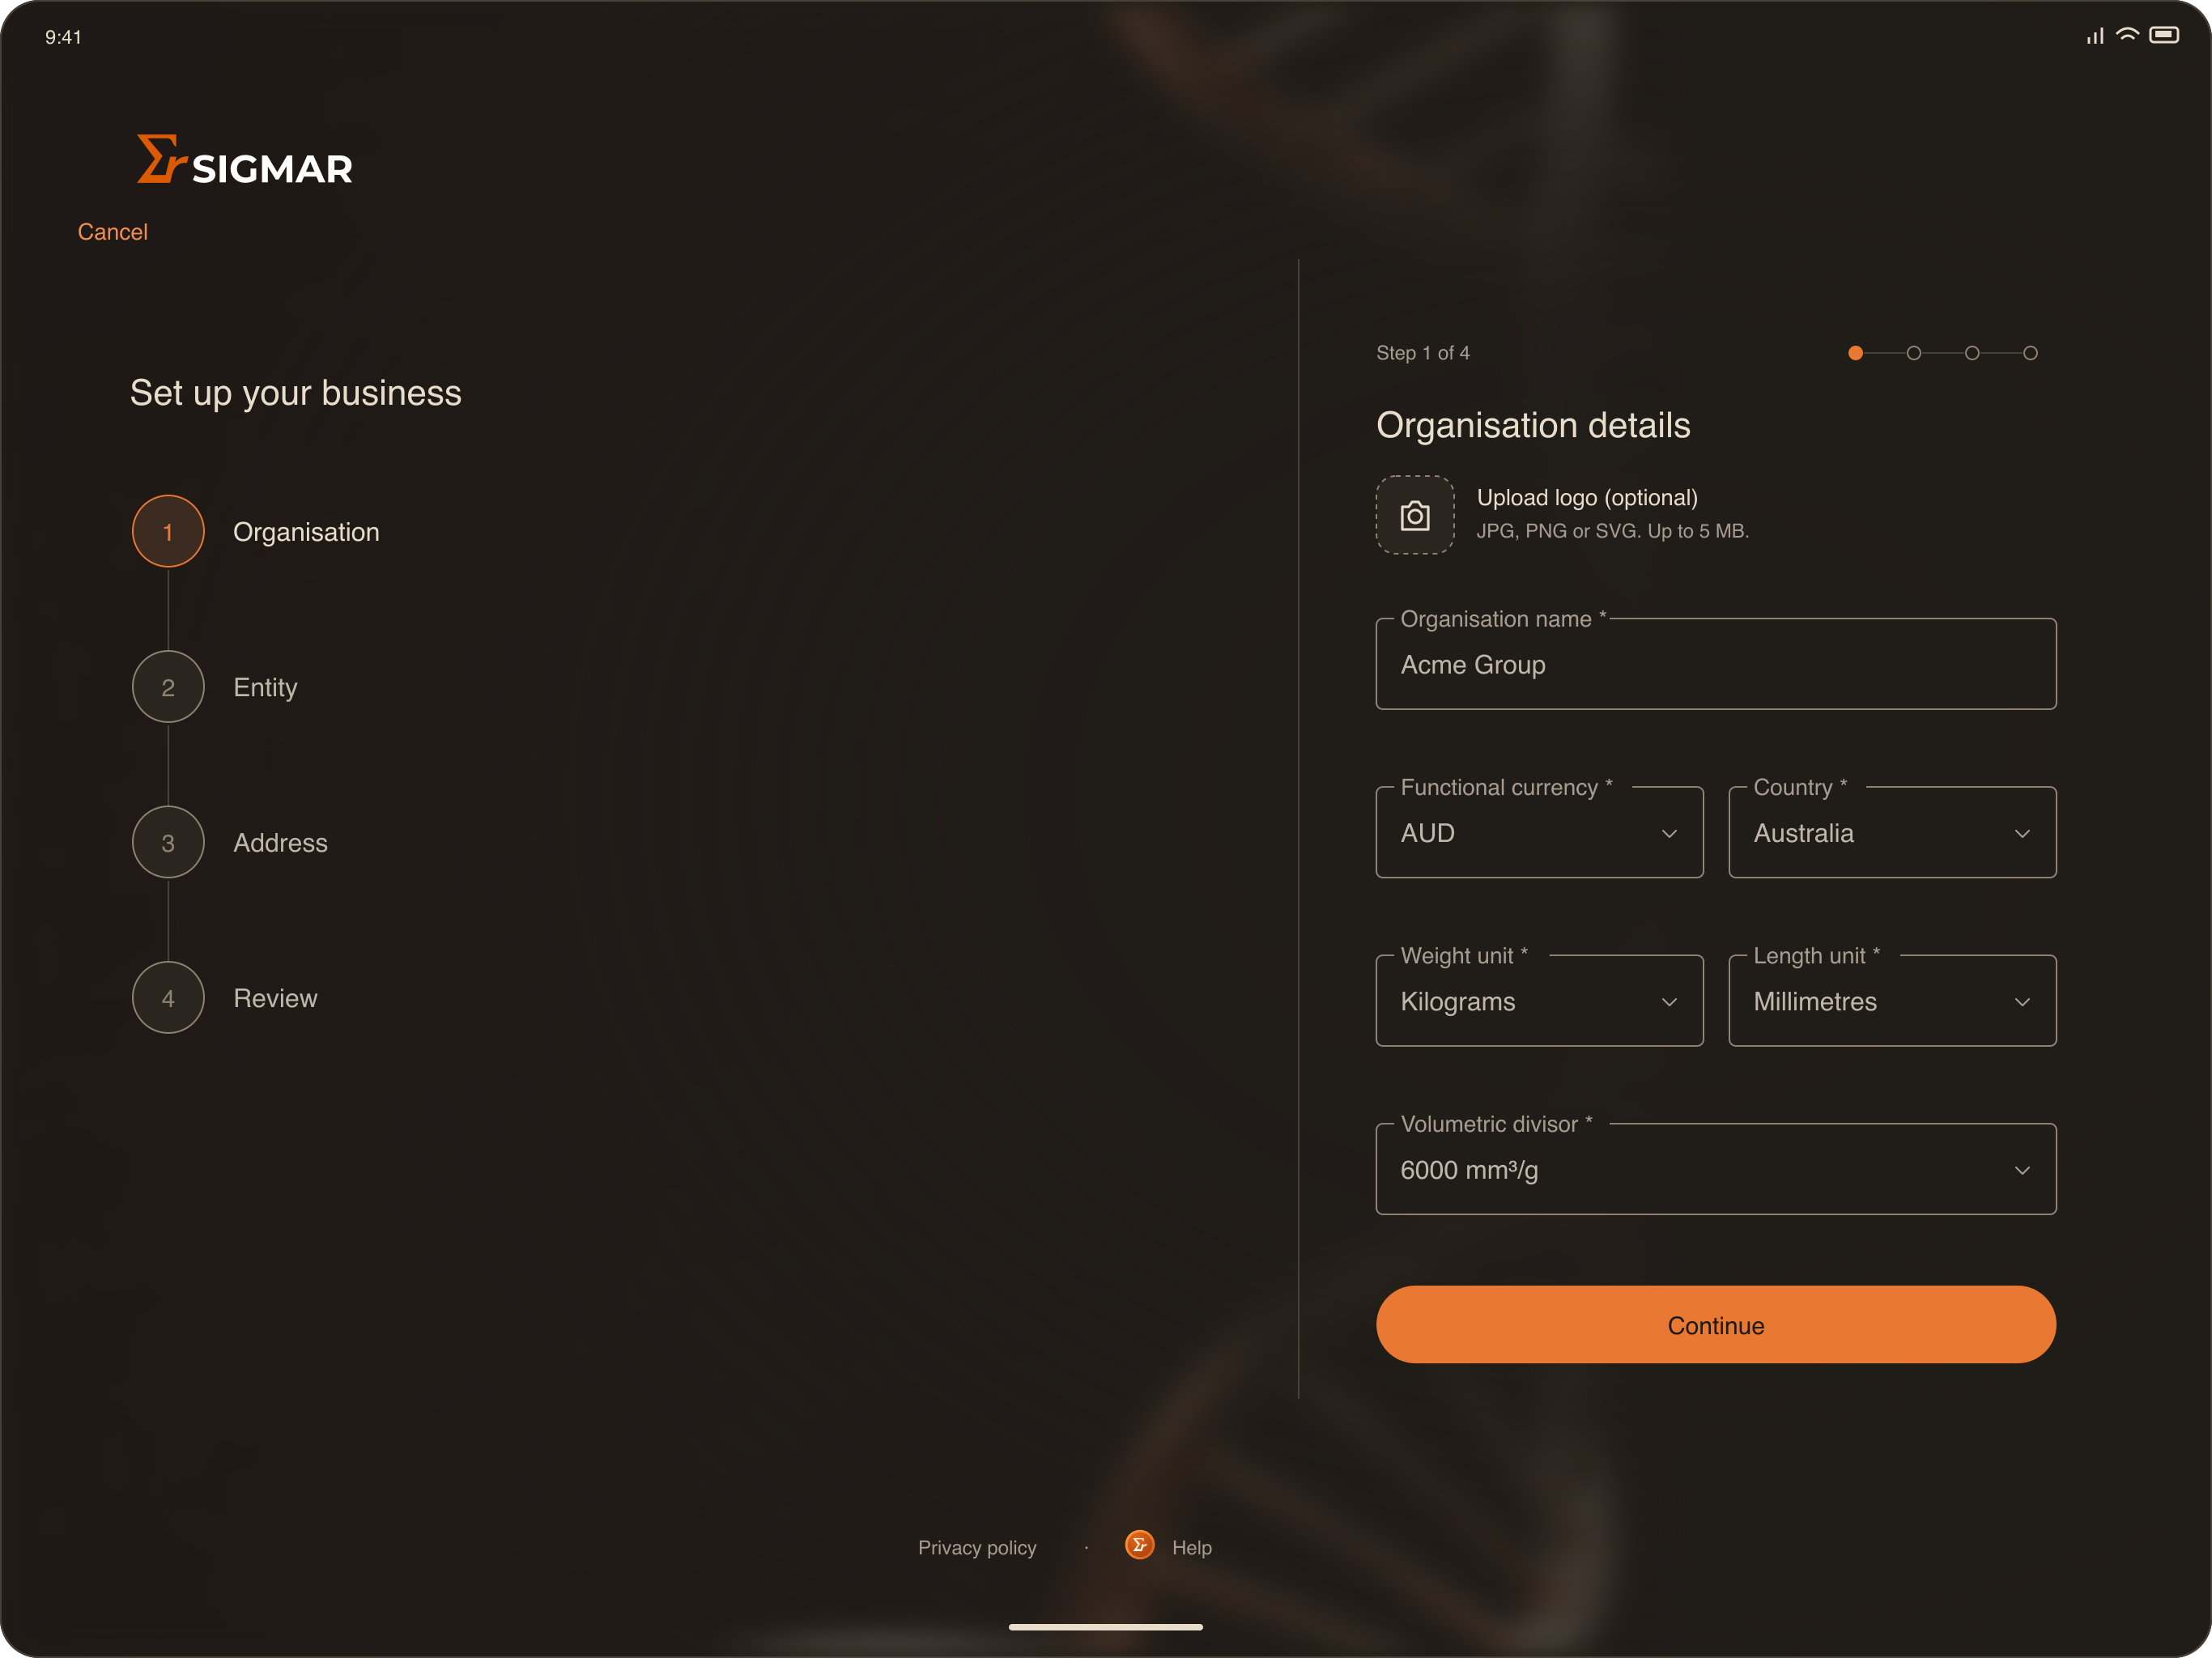 9:41
Σr SIGMAR
Cancel
Set up your business
1 Organisation
2 Entity
3 Address
4 Review
Step 1 of 4
Organisation details
Upload logo (optional)
JPG, PNG or SVG. Up to 5 MB.
Organisation name *
Acme Group
Functional currency *
AUD
Country *
Australia
Weight unit *
Kilograms
Length unit *
Millimetres
Volumetric divisor *
6000 mm³/g
Continue
Privacy policy · Σr Help